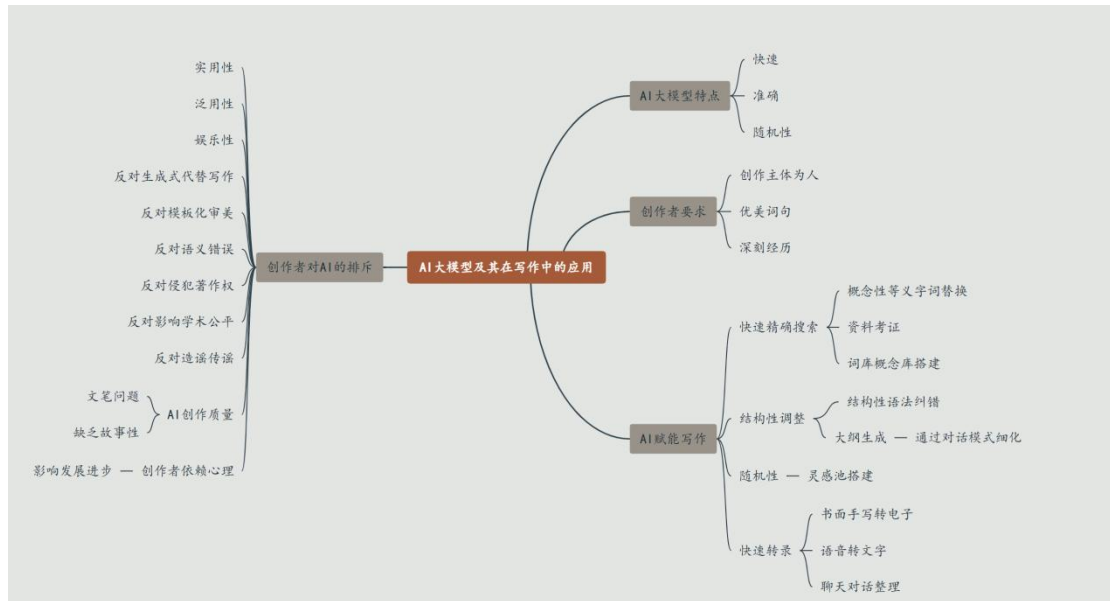 AI大模型及其在写作中的应用
AI大模型特点
快速
准确
随机性
创作者要求
创作主体为人
优美词句
深刻经历
AI赋能写作
快速精确搜索
概念性等义字词替换
资料考证
词库概念库搭建
结构性调整
结构性语法纠错
大纲生成
通过对话模式细化
随机性
灵感池搭建
快速转录
书面手写转电子
语音转文字
聊天对话整理
创作者对AI的排斥
实用性
泛用性
娱乐性
反对生成式代替写作
反对模板化审美
反对语义错误
反对侵犯著作权
反对影响学术公平
反对造谣传谣
AI创作质量
文笔问题
缺乏故事性
创作者依赖心理
影响发展进步